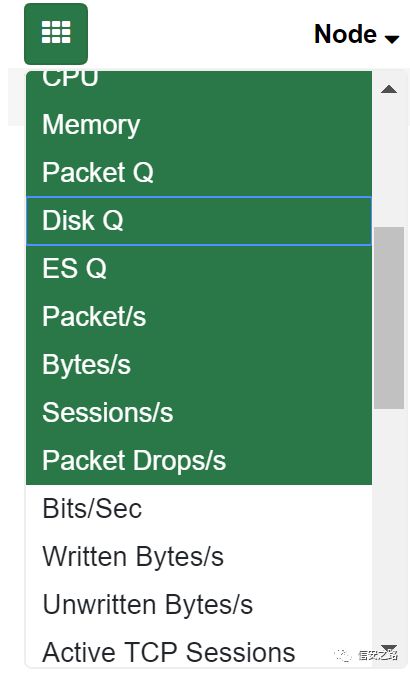 Node
CPU
Memory
Packet Q
Disk Q
ES Q
Packet/s
Bytes/s
Sessions/s
Packet Drops/s
Bits/Sec
Written Bytes/s
Unwritten Bytes/s
Active TCP Sessions
信安之路